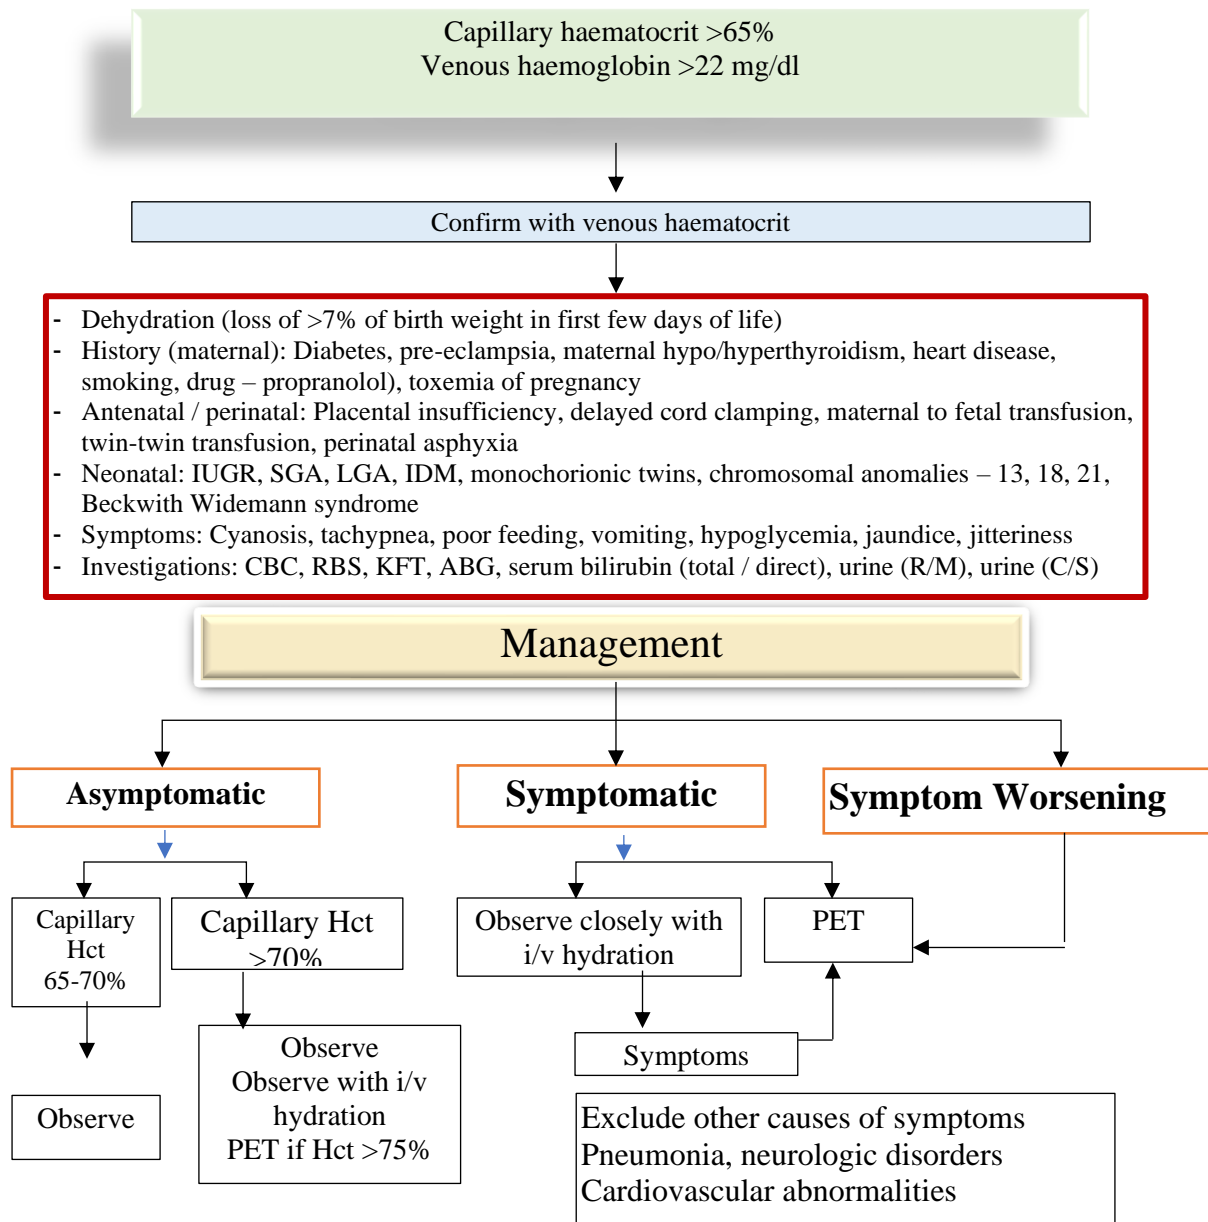 Capillary haematocrit >65%
Venous haemoglobin >22 mg/dl
Confirm with venous haematocrit
- Dehydration (loss of >7% of birth weight in first few days of life)
- History (maternal): Diabetes, pre-eclampsia, maternal hypo/hyperthyroidism, heart disease,
smoking, drug – propranolol), toxemia of pregnancy
- Antenatal / perinatal: Placental insufficiency, delayed cord clamping, maternal to fetal transfusion,
twin-twin transfusion, perinatal asphyxia
- Neonatal: IUGR, SGA, LGA, IDM, monochorionic twins, chromosomal anomalies – 13, 18, 21,
Beckwith Widemann syndrome
- Symptoms: Cyanosis, tachypnea, poor feeding, vomiting, hypoglycemia, jaundice, jitteriness
- Investigations: CBC, RBS, KFT, ABG, serum bilirubin (total / direct), urine (R/M), urine (C/S)
Management
Asymptomatic
Symptomatic
Symptom Worsening
Capillary
Hct
65-70%
Capillary Hct
>70%
Observe closely with
i/v hydration
PET
Observe
Observe
Observe with i/v
hydration
PET if Hct >75%
Symptoms
Exclude other causes of symptoms
Pneumonia, neurologic disorders
Cardiovascular abnormalities